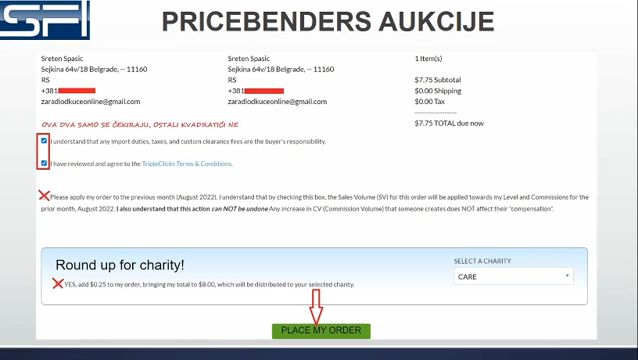 SFI
PRICEBENDERS AUKCIJE
Sreten Spasic
Sejkina 64v/18 Belgrade, -- 11160
RS
+381
zaradiodkuceonline@gmail.com
Sreten Spasic
Sejkina 64v/18 Belgrade, -- 11160
RS
+381
zaradiodkuceonline@gmail.com
1 Item(s)
$7.75 Subtotal
$0.00 Shipping
$0.00 Tax
--------------
$7.75 TOTAL due now
OVA DVA SAMO SE ČEKIRAJU, OSTALI KVADRATIĆI NE
I understand that any import duties, taxes, and custom clearance fees are the buyer's responsibility.
I have reviewed and agree to the TripleClicks Terms & Conditions.
Please apply my order to the previous month (August 2022). I understand that by checking this box, the Sales Volume (SV) for this order will be applied towards my Level and Commissions for the
prior month, August 2022. I also understand that this action can NOT be undone Any increase in CV (Commission Volume) that someone creates does NOT affect their "compensation".
Round up for charity!
YES, add $0.25 to my order, bringing my total to $8.00, which will be distributed to your selected charity.
SELECT A CHARITY
CARE
PLACE MY ORDER